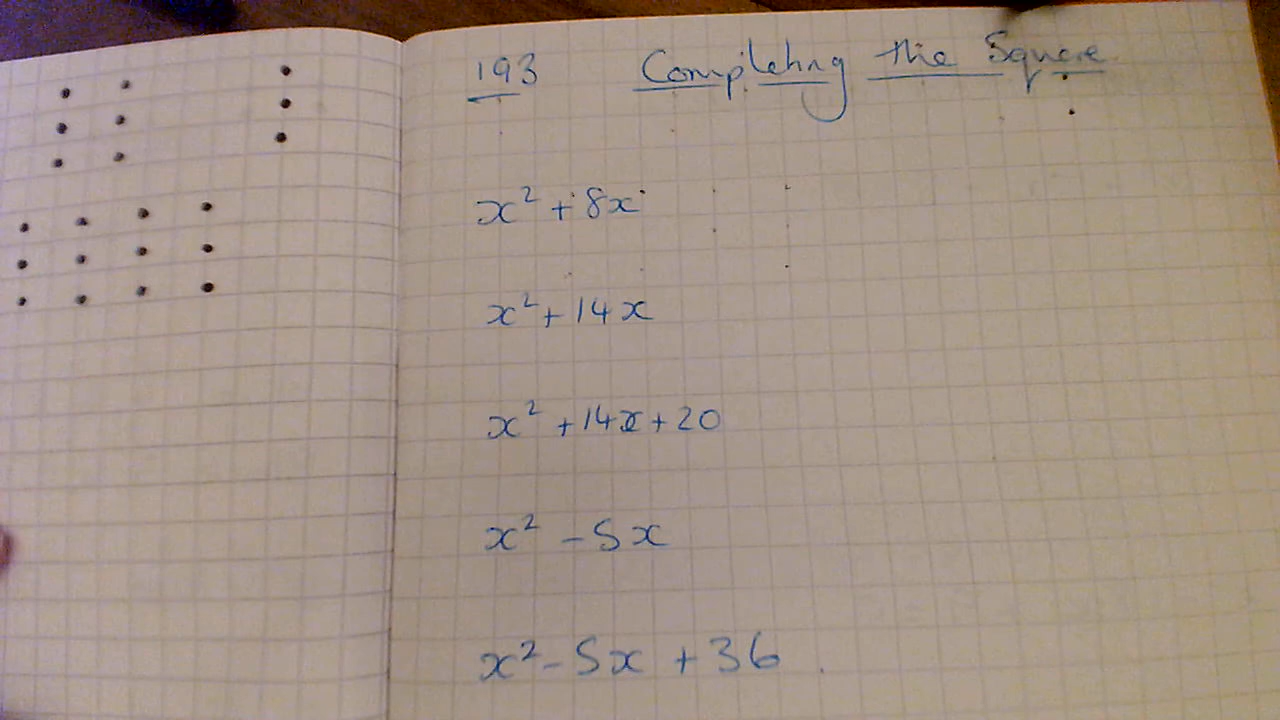 193 Completing the Square
x² + 8x
x² + 14x
x² + 14x + 20
x² - 5x
x² - 5x + 36